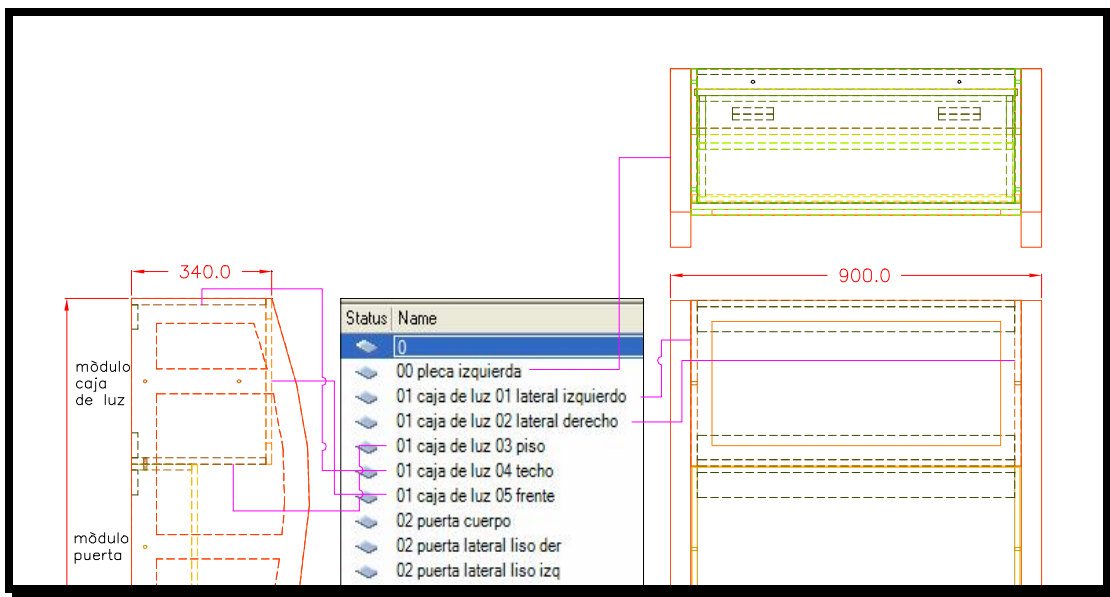 340.0
900.0
Status Name
0
00 pleca izquierda
01 caja de luz 01 lateral izquierdo
01 caja de luz 02 lateral derecho
01 caja de luz 03 piso
01 caja de luz 04 techo
01 caja de luz 05 frente
02 puerta cuerpo
02 puerta lateral liso der
02 puerta lateral liso izq
mòdulo
caja
de luz
mòdulo
puerta